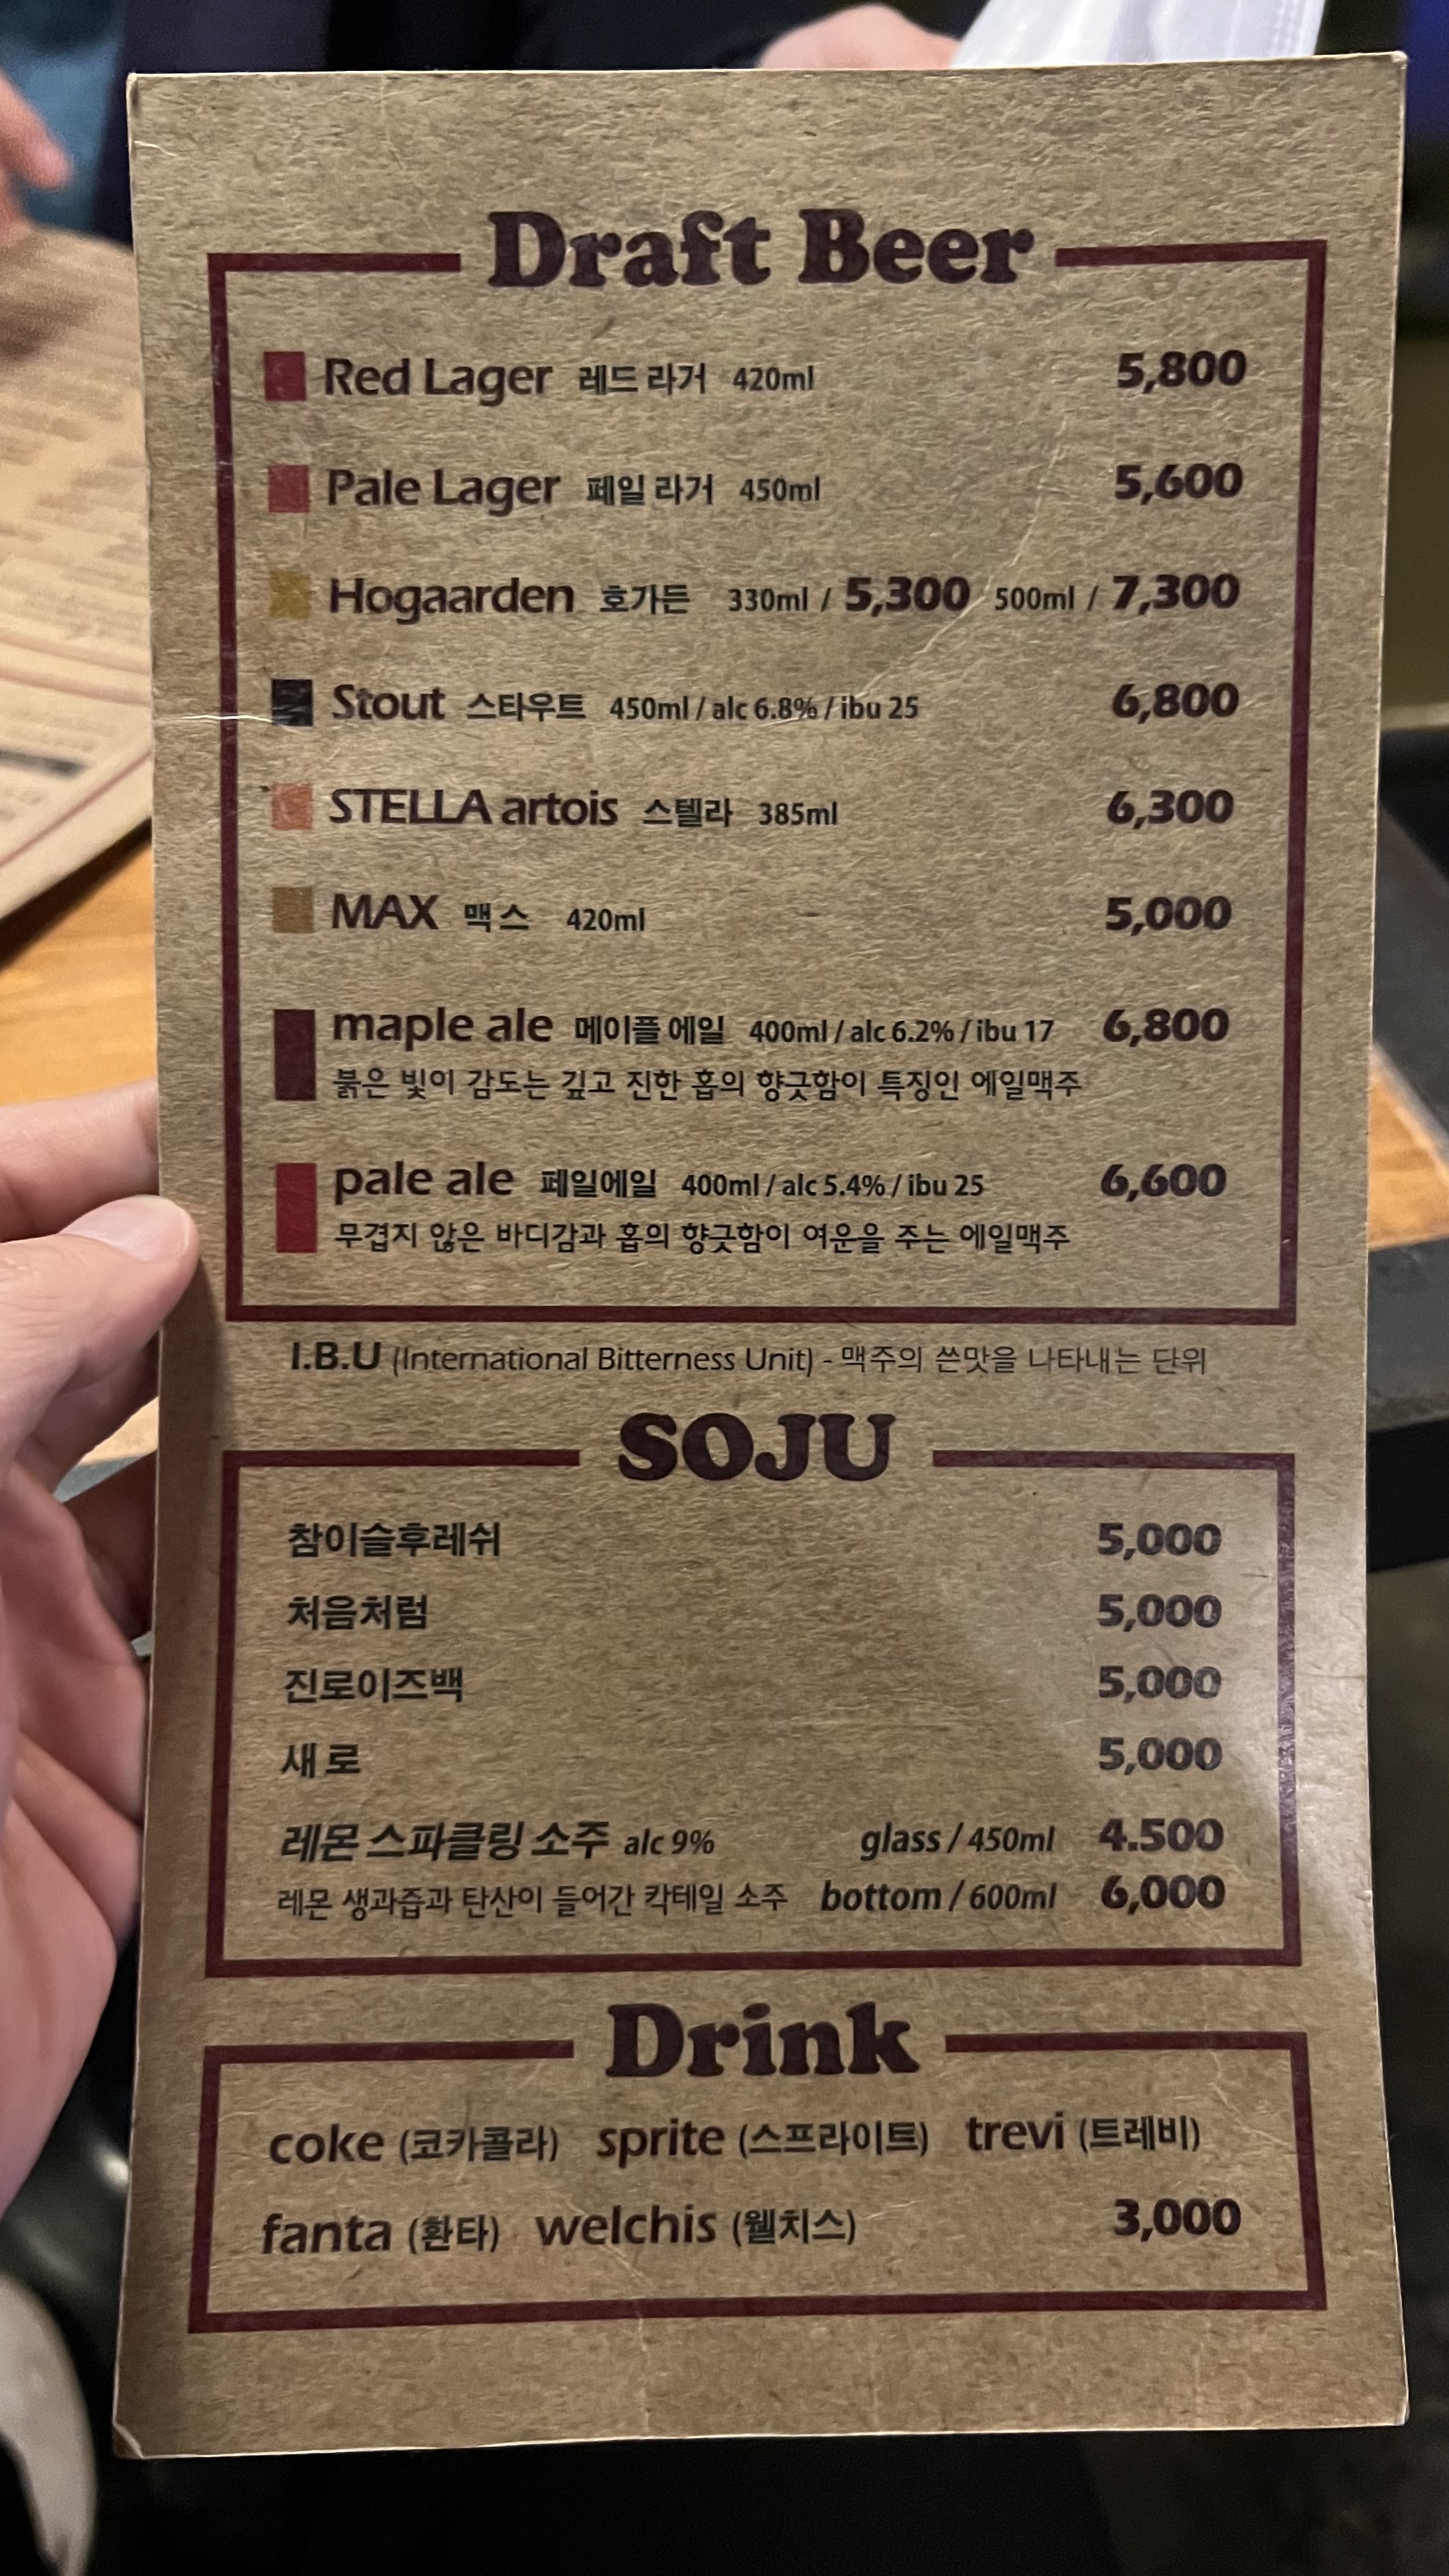 Draft Beer
Red Lager 레드 라거 420ml 5,800
Pale Lager 페일 라거 450ml 5,600
Hogaarden 호가든 330ml / 5,300 500ml / 7,300
Stout 스타우트 450ml / alc 6.8% / ibu 25 6,800
STELLA artois 스텔라 385ml 6,300
MAX 맥스 420ml 5,000
maple ale 메이플 에일 400ml / alc 6.2% / ibu 17 6,800
붉은 빛이 감도는 깊고 진한 홉의 향긋함이 특징인 에일맥주
pale ale 페일에일 400ml / alc 5.4% / ibu 25 6,600
무겁지 않은 바디감과 홉의 향긋함이 여운을 주는 에일맥주
I.B.U (International Bitterness Unit) - 맥주의 쓴맛을 나타내는 단위
SOJU
참이슬후레쉬 5,000
처음처럼 5,000
진로이즈백 5,000
새로 5,000
레몬 스파클링 소주 alc 9% glass / 450ml 4.500
레몬 생과즙과 탄산이 들어간 칵테일 소주 bottom / 600ml 6,000
Drink
coke (코카콜라) sprite (스프라이트) trevi (트레비)
fanta (환타) welchis (웰치스) 3,000